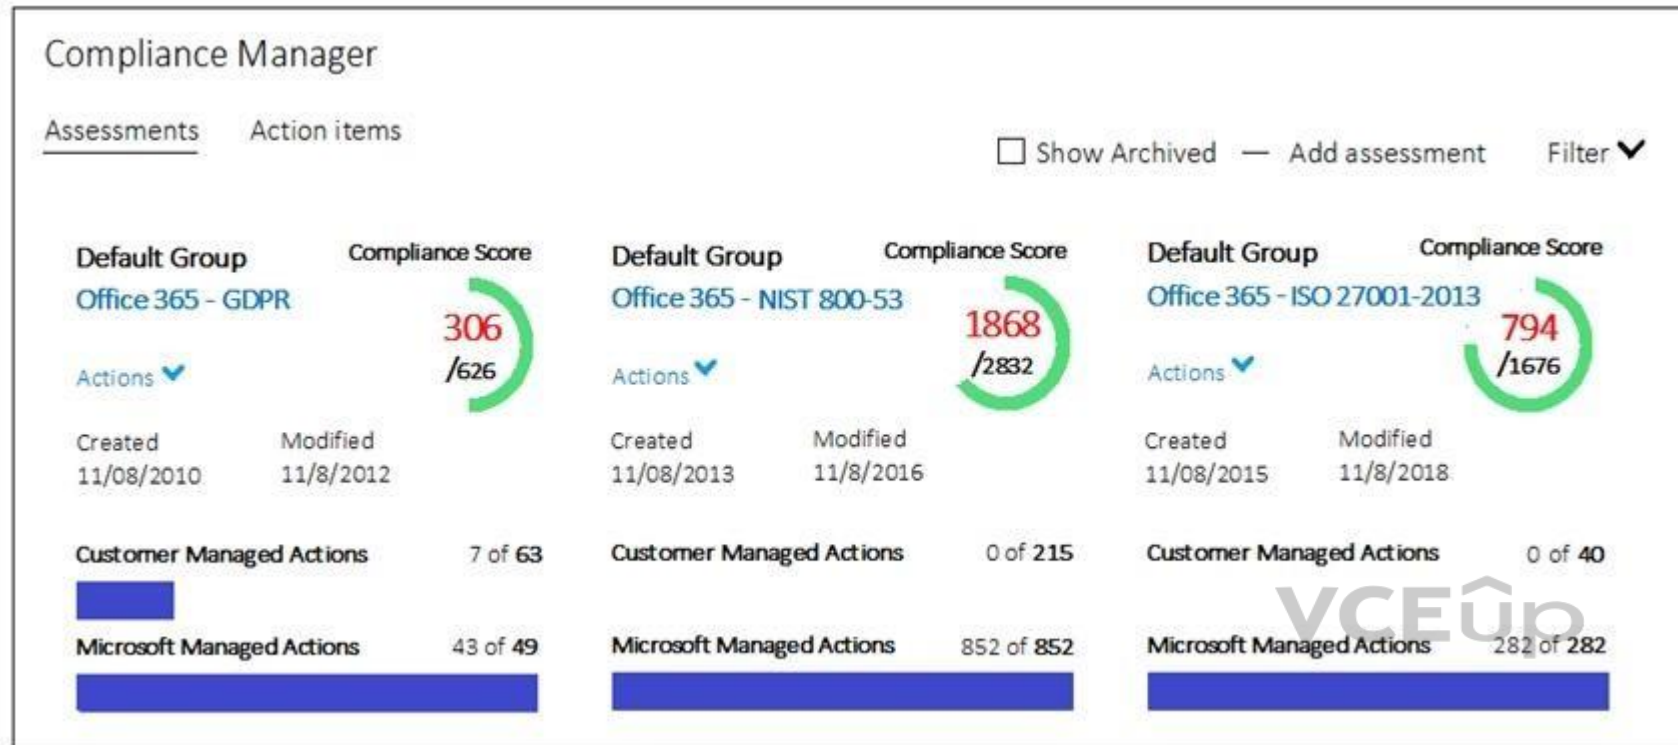 Compliance Manager
Assessments Action items
Show Archived — Add assessment Filter
Default Group Compliance Score
Office 365 - GDPR
306
/626
Actions
Created Modified
11/08/2010 11/8/2012
Customer Managed Actions 7 of 63
Microsoft Managed Actions 43 of 49
Default Group Compliance Score
Office 365 - NIST 800-53
1868
/2832
Actions
Created Modified
11/08/2013 11/8/2016
Customer Managed Actions 0 of 215
Microsoft Managed Actions 852 of 852
Default Group Compliance Score
Office 365 - ISO 27001-2013
794
/1676
Actions
Created Modified
11/08/2015 11/8/2018
Customer Managed Actions 0 of 40
VCEûp
Microsoft Managed Actions 282 of 282